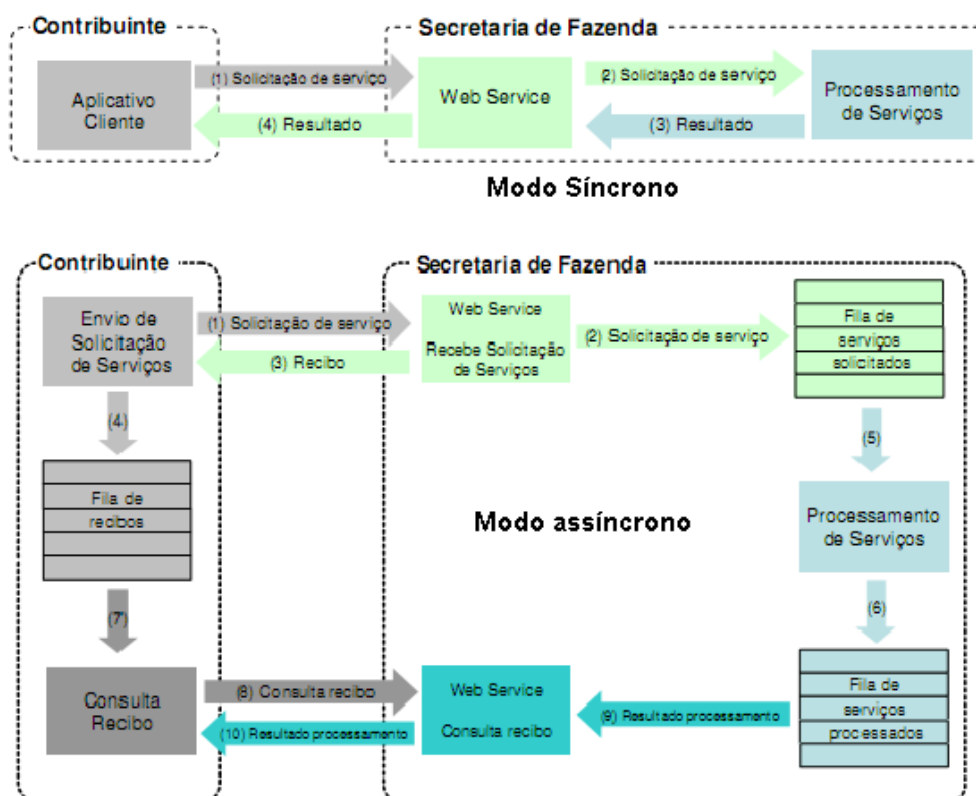 Contribuinte
Secretaria de Fazenda
Aplicativo
Cliente
(1) Solicitação de serviço
(4) Resultado
Web Service
(2) Solicitação de serviço
(3) Resultado
Processamento
de Serviços
Modo Síncrono
Contribuinte
Secretaria de Fazenda
Envio de
Solicitação
de Serviços
(1) Solicitação de serviço
(3) Recibo
Web Service
Recebe Solicitação
de Serviços
(2) Solicitação de serviço
Fila de
serviços
solicitados
(4)
(5)
Fila de
recibos
Modo assíncrono
Processamento
de Serviços
(7)
(6)
Consulta
Recibo
(8) Consulta recibo
(10) Resultado processamento
Web Service
Consulta recibo
(9) Resultado processamento
Fila de
serviços
processados